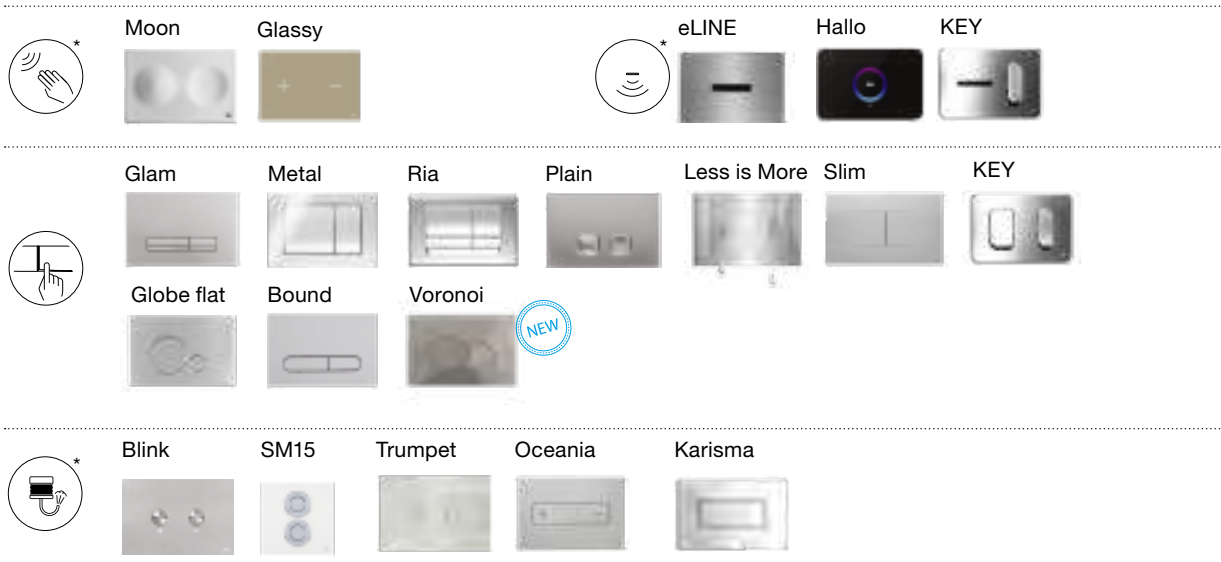 * Moon Glassy * eLINE Hallo KEY
Glam Metal Ria Plain Less is More Slim KEY
Globe flat Bound Voronoi
NEW
* Blink SM15 Trumpet Oceania Karisma